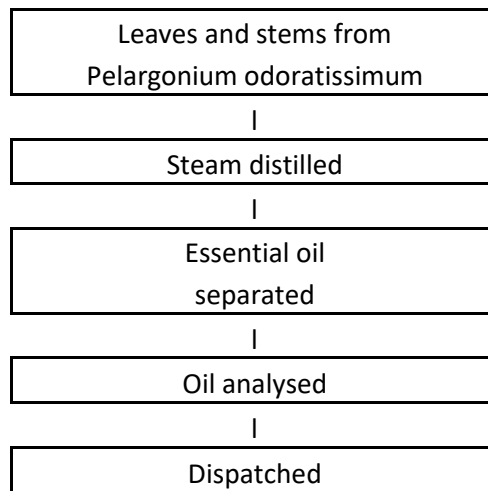 Leaves and stems from
Pelargonium odoratissimum
I
Steam distilled
I
Essential oil
separated
I
Oil analysed
I
Dispatched